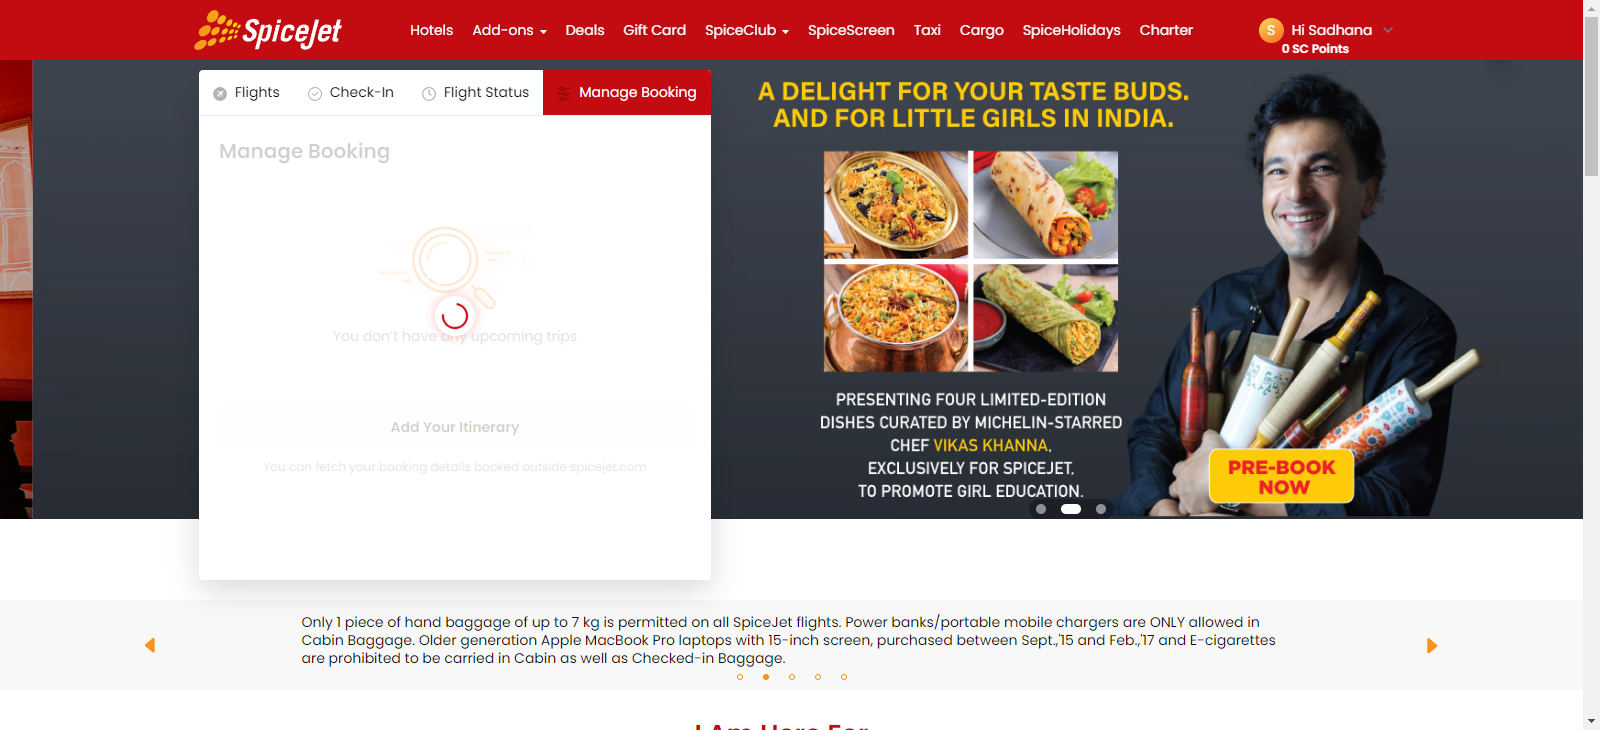 SpiceJet
Hotels Add-ons Deals Gift Card SpiceClub SpiceScreen Taxi Cargo SpiceHolidays Charter
S Hi Sadhana
0 SC Points
Flights Check-In Flight Status Manage Booking
Manage Booking
You don't have any upcoming trips
Add Your Itinerary
You can fetch your booking details booked outside spicejet.com
A DELIGHT FOR YOUR TASTE BUDS.
AND FOR LITTLE GIRLS IN INDIA.
PRESENTING FOUR LIMITED-EDITION
DISHES CURATED BY MICHELIN-STARRED
CHEF VIKAS KHANNA,
EXCLUSIVELY FOR SPICEJET,
TO PROMOTE GIRL EDUCATION.
PRE-BOOK
NOW
Only 1 piece of hand baggage of up to 7 kg is permitted on all SpiceJet flights. Power banks/portable mobile chargers are ONLY allowed in
Cabin Baggage. Older generation Apple MacBook Pro laptops with 15-inch screen, purchased between Sept.,'15 and Feb.,'17 and E-cigarettes
are prohibited to be carried in Cabin as well as Checked-in Baggage.
I Am Here For